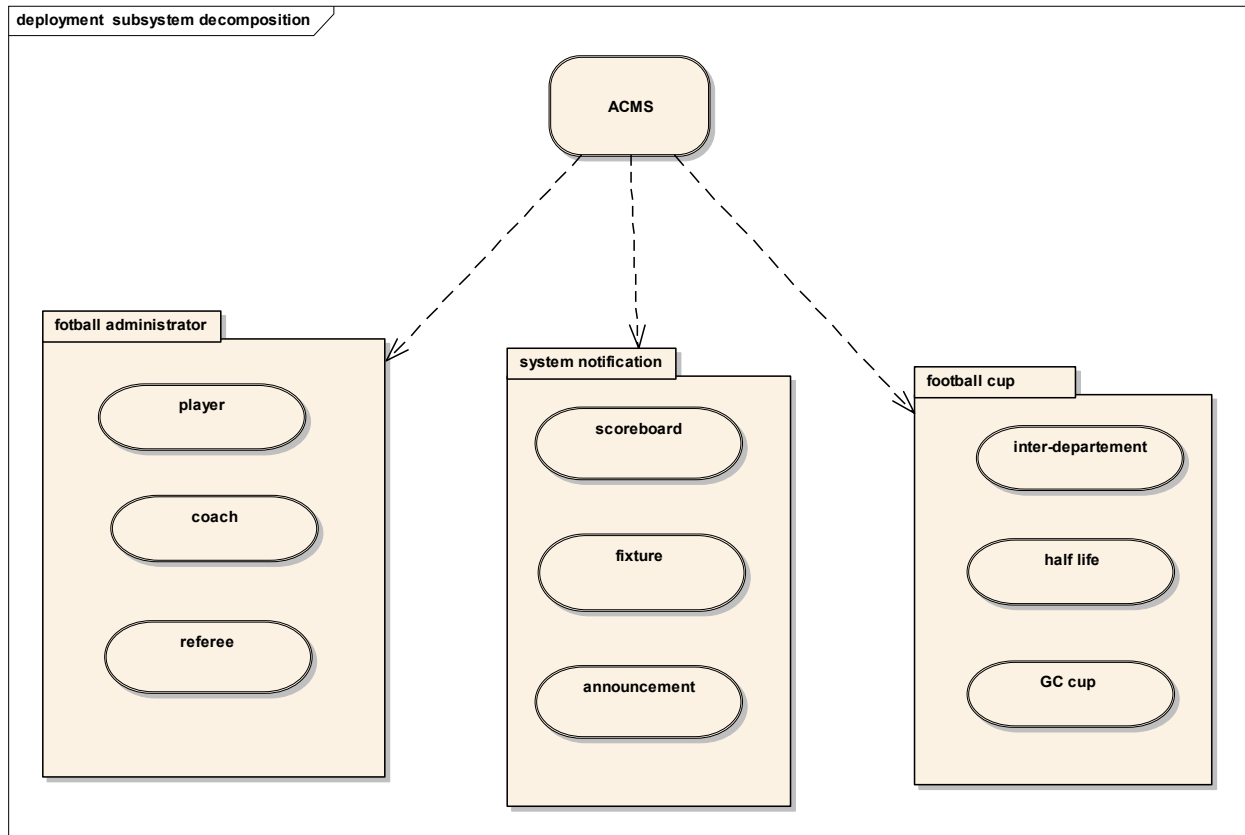 deployment subsystem decomposition
ACMS
fotball administrator
player
coach
referee
system notification
scoreboard
fixture
announcement
football cup
inter-departement
half life
GC cup